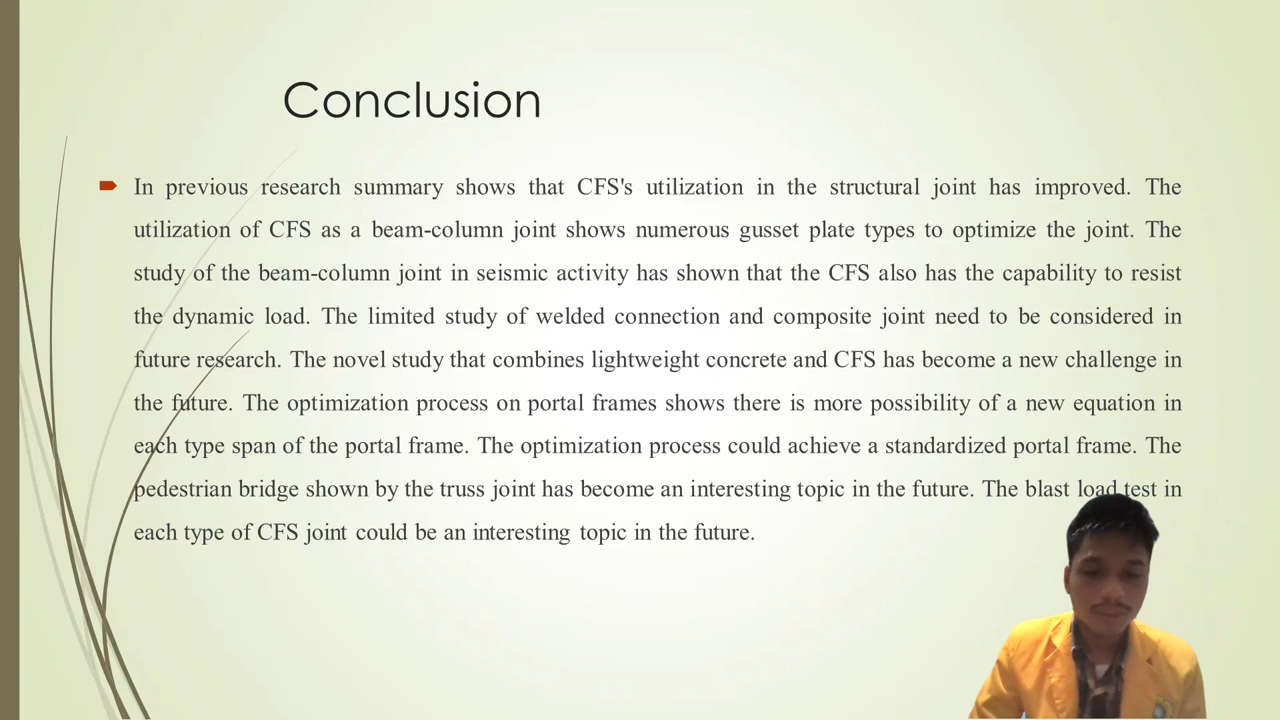 Conclusion
In previous research summary shows that CFS's utilization in the structural joint has improved. The
utilization of CFS as a beam-column joint shows numerous gusset plate types to optimize the joint. The
study of the beam-column joint in seismic activity has shown that the CFS also has the capability to resist
the dynamic load. The limited study of welded connection and composite joint need to be considered in
future research. The novel study that combines lightweight concrete and CFS has become a new challenge in
the future. The optimization process on portal frames shows there is more possibility of a new equation in
each type span of the portal frame. The optimization process could achieve a standardized portal frame. The
pedestrian bridge shown by the truss joint has become an interesting topic in the future. The blast load test in
each type of CFS joint could be an interesting topic in the future.